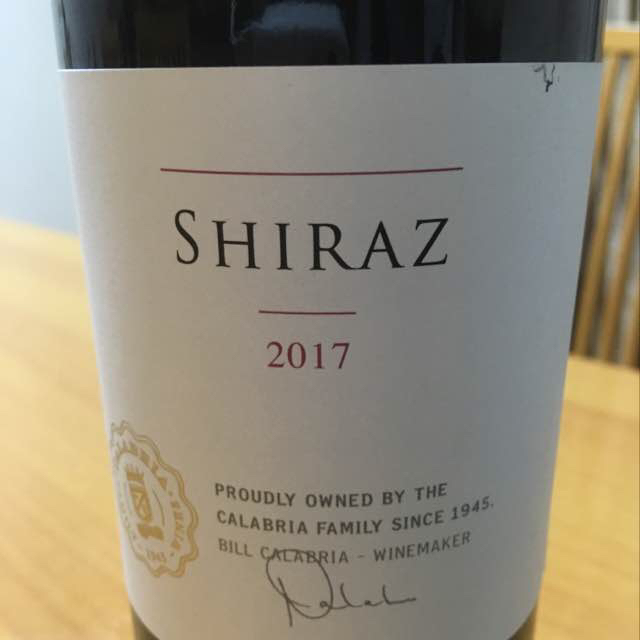 SHIRAZ
2017
PROUDLY OWNED BY THE
CALABRIA FAMILY SINCE 1945.
BILL CALABRIA - WINEMAKER